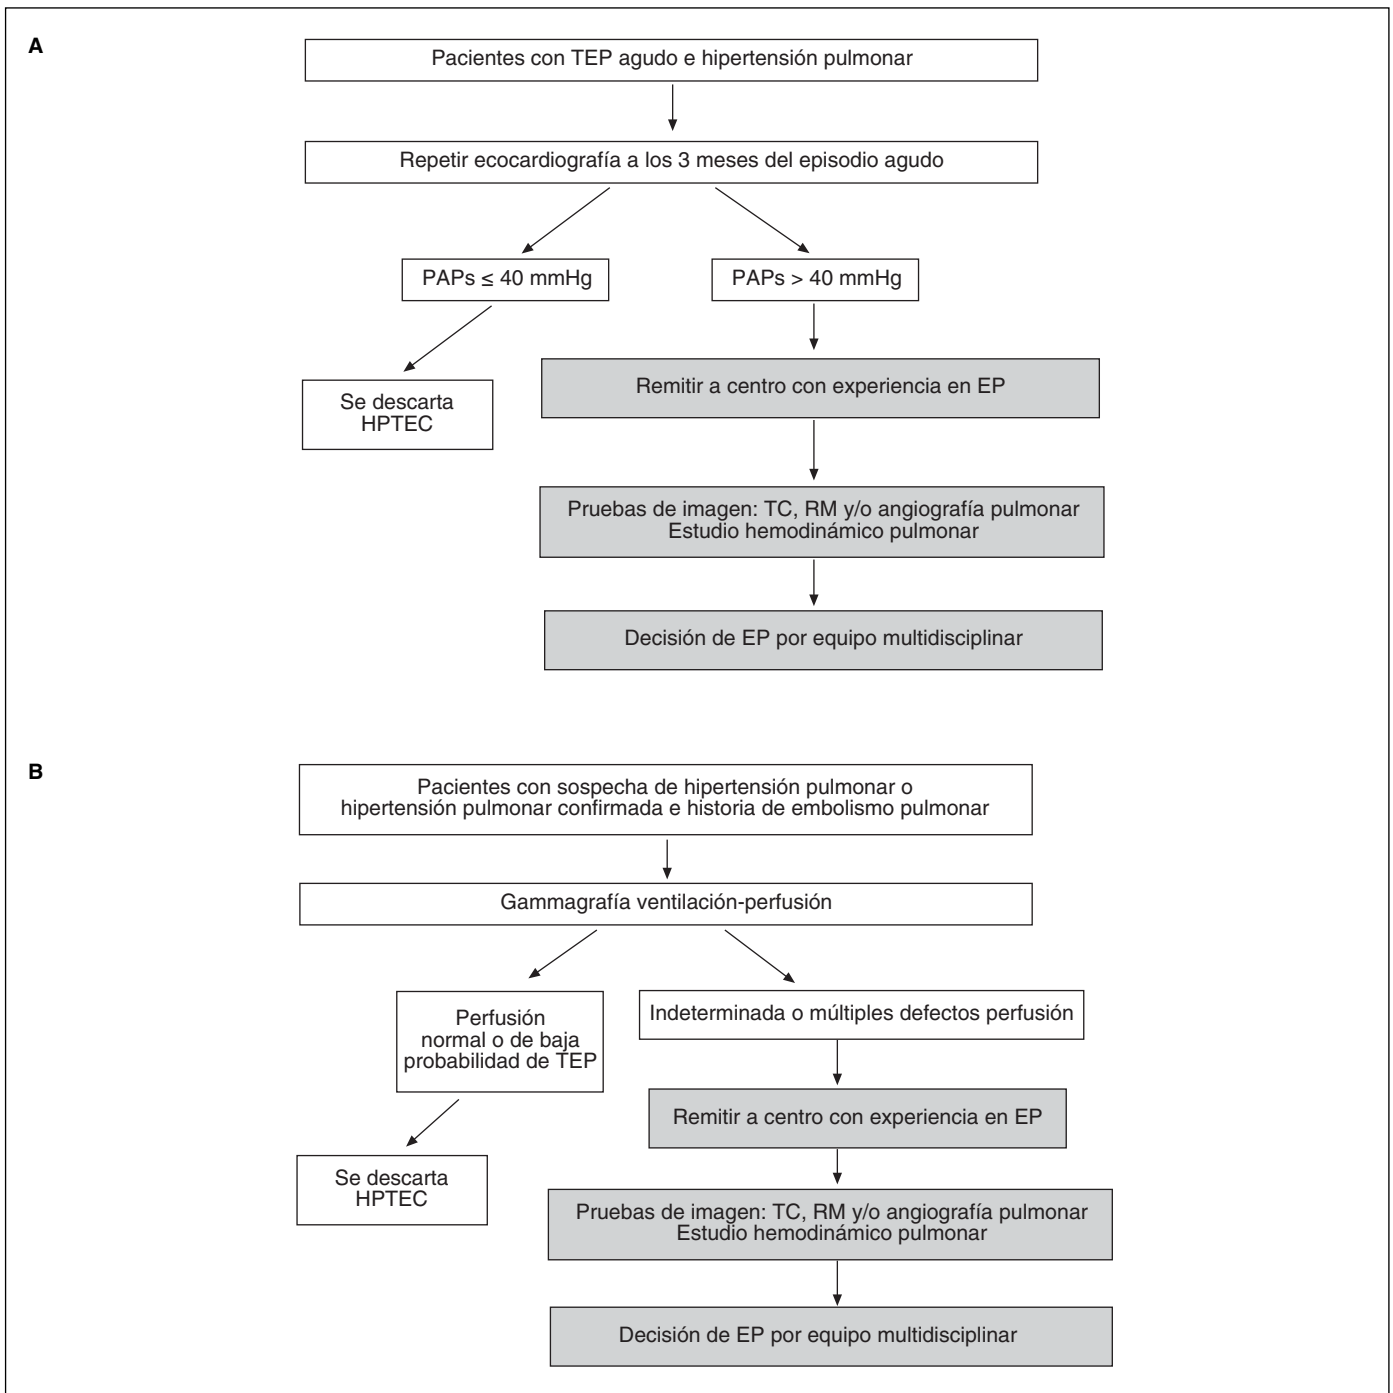 A
Pacientes con TEP agudo e hipertensión pulmonar
Repetir ecocardiografía a los 3 meses del episodio agudo
PAPs ≤ 40 mmHg
PAPs > 40 mmHg
Se descarta
HPTEC
Remitir a centro con experiencia en EP
Pruebas de imagen: TC, RM y/o angiografía pulmonar
Estudio hemodinámico pulmonar
Decisión de EP por equipo multidisciplinar
B
Pacientes con sospecha de hipertensión pulmonar o
hipertensión pulmonar confirmada e historia de embolismo pulmonar
Gammagrafía ventilación-perfusión
Perfusión
normal o de baja
probabilidad de TEP
Indeterminada o múltiples defectos perfusión
Se descarta
HPTEC
Remitir a centro con experiencia en EP
Pruebas de imagen: TC, RM y/o angiografía pulmonar
Estudio hemodinámico pulmonar
Decisión de EP por equipo multidisciplinar